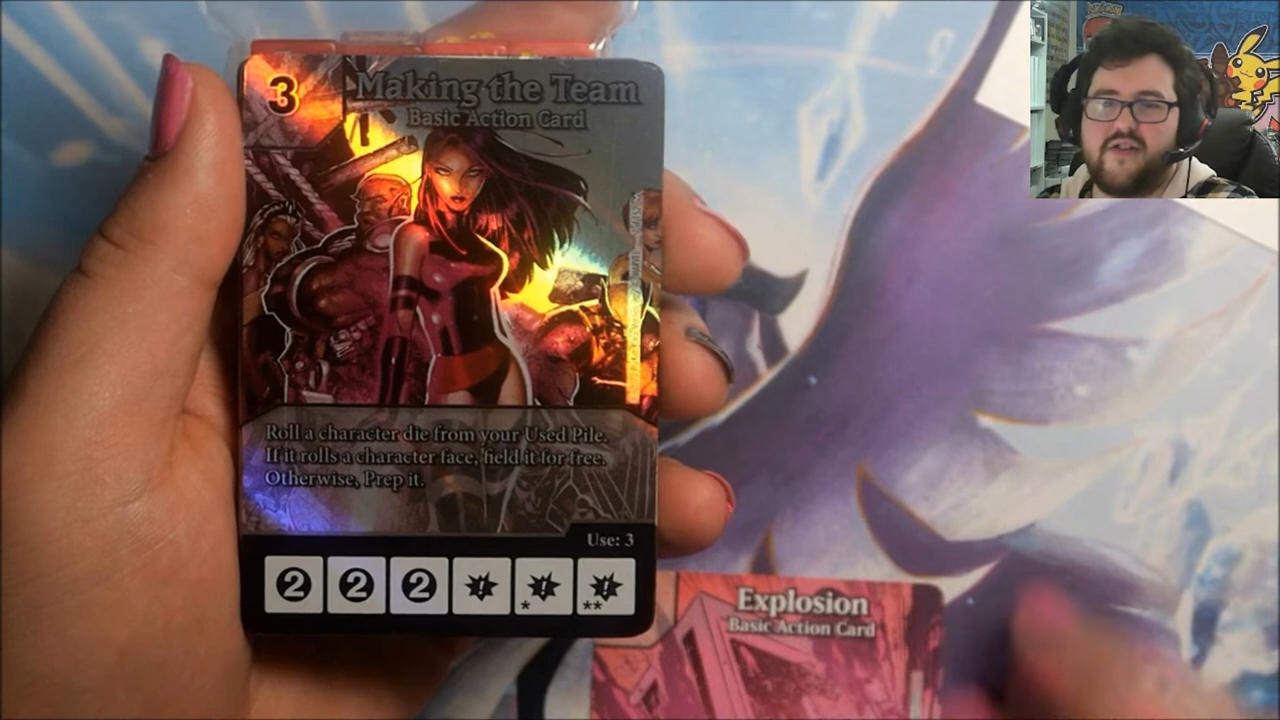 3
Making the Team
Basic Action Card
Roll a character die from your Used Pile.
If it rolls a character face, field it for free.
Otherwise, Prep it.
Use: 3
2 2 2 ! ! !
* **
Explosion
Basic Action Card